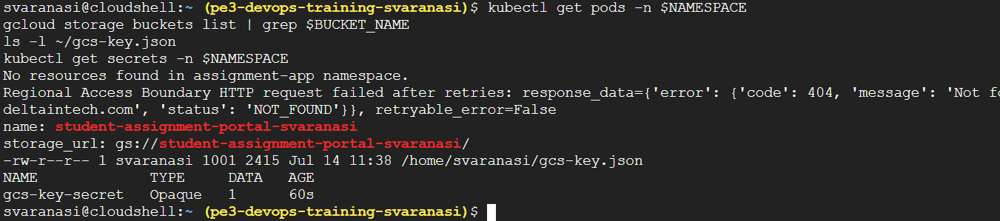 svaranasi@cloudshell:~ (pe3-devops-training-svaranasi)$ kubectl get pods -n $NAMESPACE
gcloud storage buckets list | grep $BUCKET_NAME
ls -l ~/gcs-key.json
kubectl get secrets -n $NAMESPACE
No resources found in assignment-app namespace.
Regional Access Boundary HTTP request failed after retries: response_data={'error': {'code': 404, 'message': 'Not
deltaintech.com', 'status': 'NOT_FOUND'}}, retryable_error=False
name: student-assignment-portal-svaranasi
storage_url: gs://student-assignment-portal-svaranasi/
-rw-r--r-- 1 svaranasi 1001 2415 Jul 14 11:38 /home/svaranasi/gcs-key.json
NAME TYPE DATA AGE
gcs-key-secret Opaque 1 60s
svaranasi@cloudshell:~ (pe3-devops-training-svaranasi)$